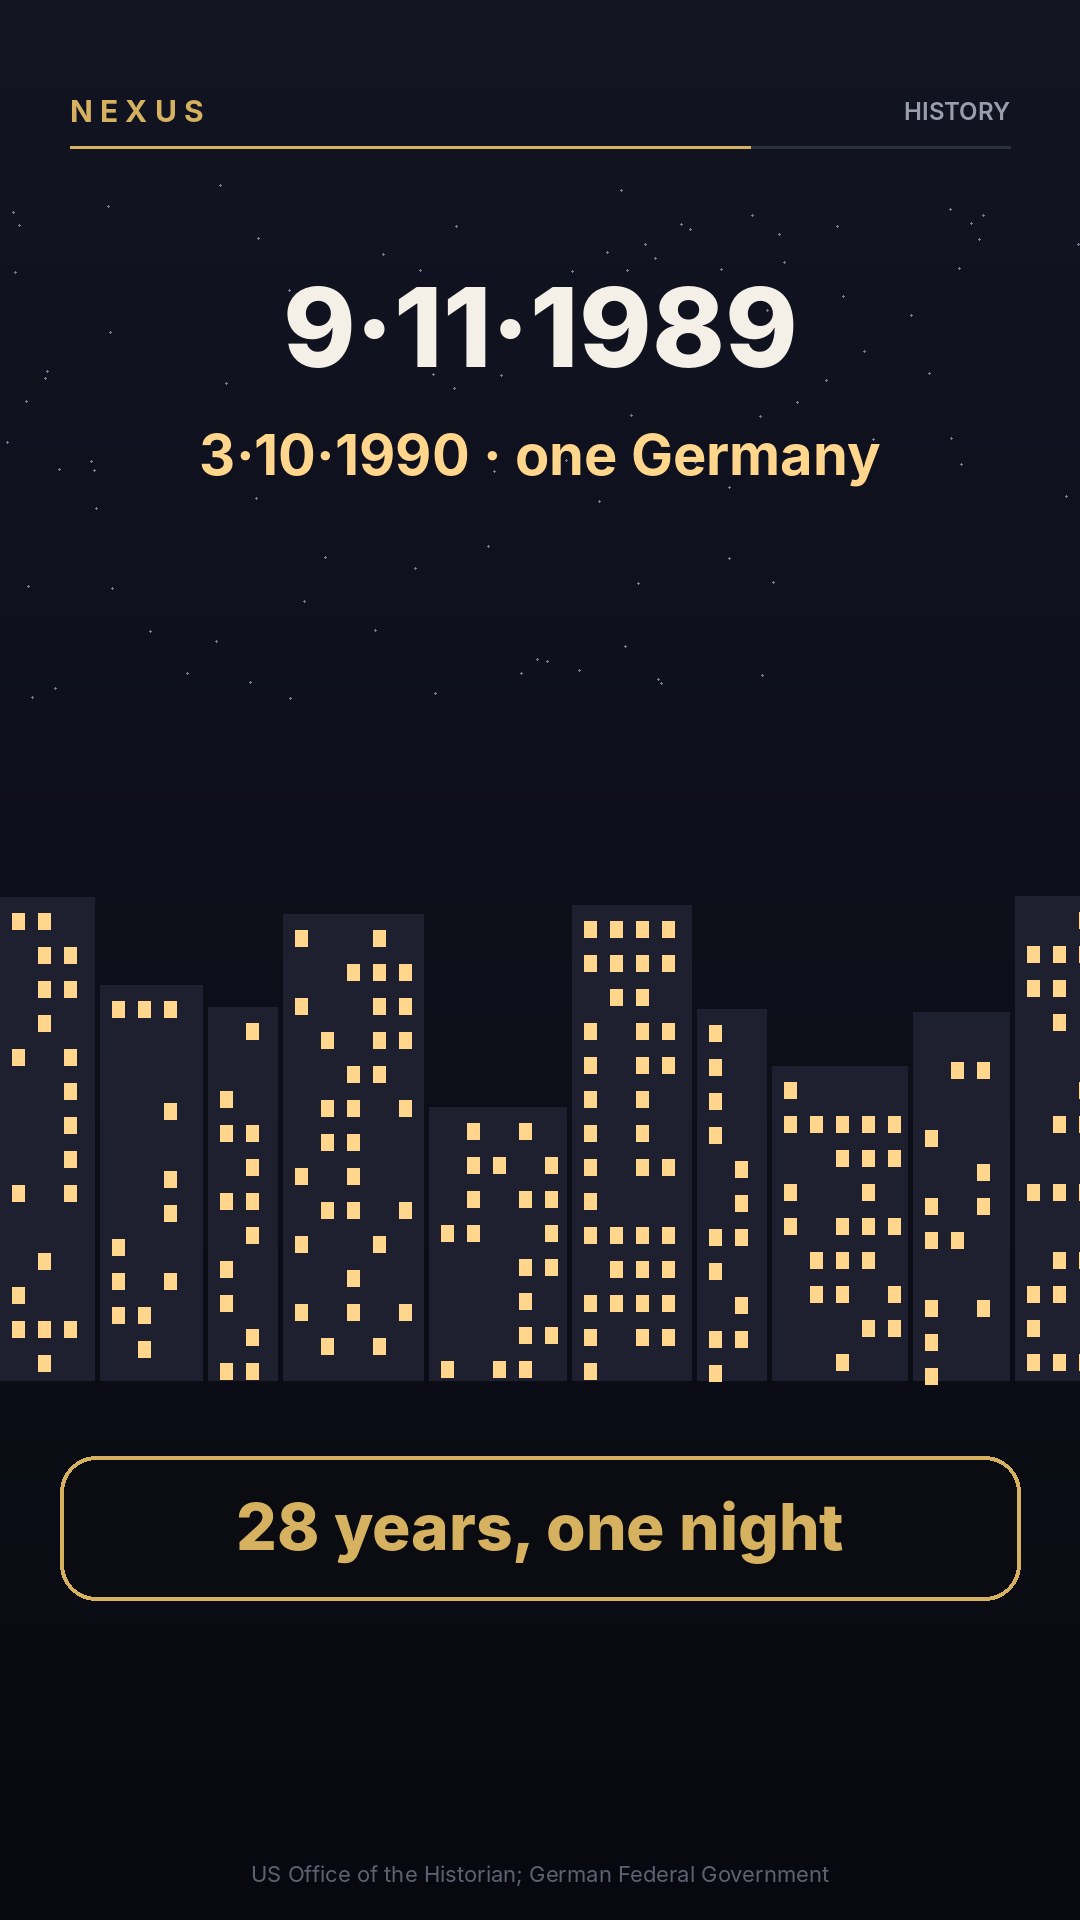 NEXUS
HISTORY
9·11·1989
3·10·1990 · one Germany
28 years, one night
US Office of the Historian; German Federal Government